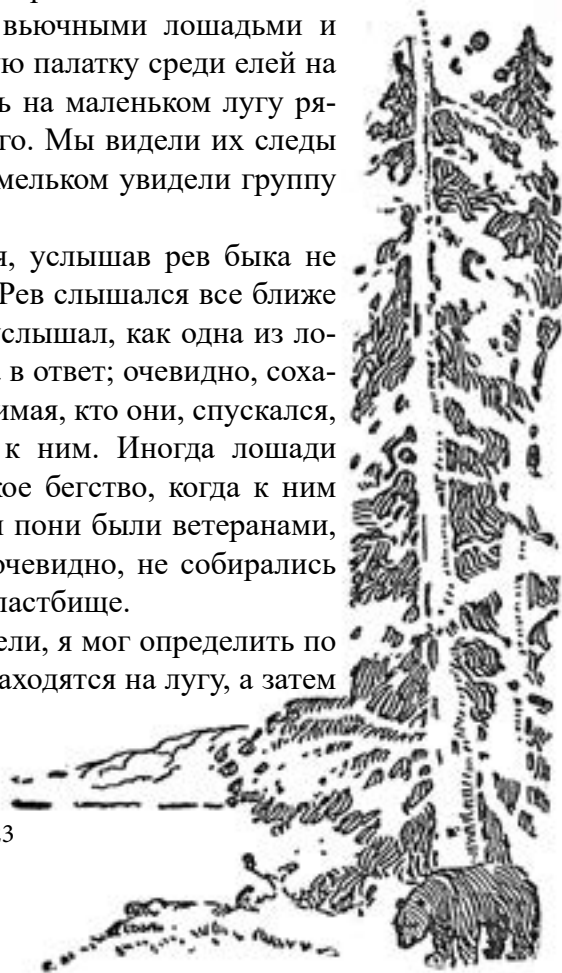 вьючными лошадьми и
ую палатку среди елей на
ь на маленьком лугу ря-
го. Мы видели их следы
мельком увидели группу
я, услышав рев быка не
Рев слышался все ближе
услышал, как одна из ло-
а в ответ; очевидно, соха-
имая, кто они, спускался,
к ним. Иногда лошади
кое бегство, когда к ним
и пони были ветеранами,
очевидно, не собирались
пастбище.
ели, я мог определить по
аходятся на лугу, а затем
23